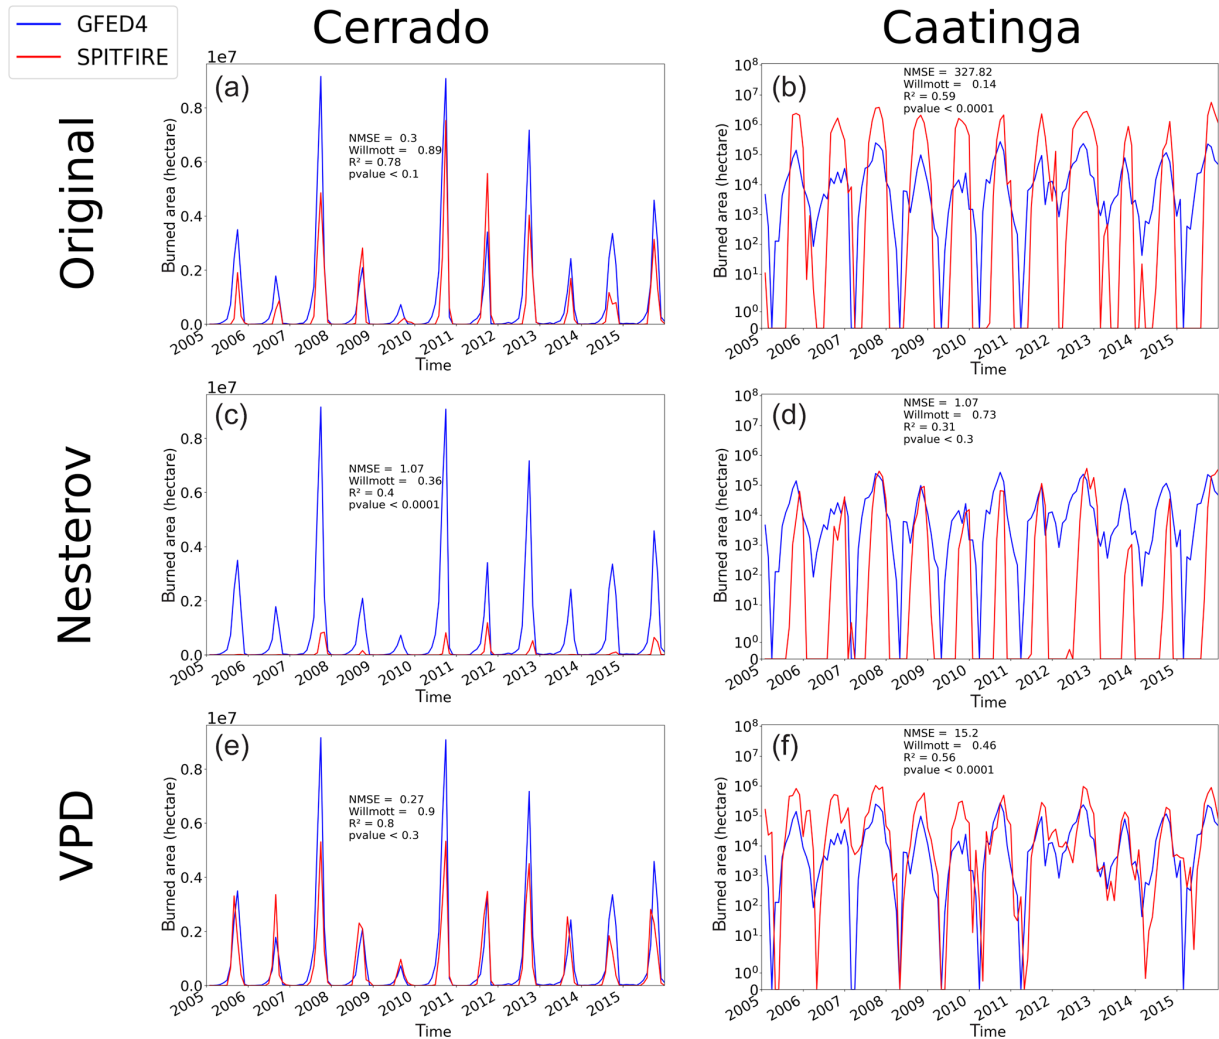 GFED4
SPITFIRE
Cerrado
Caatinga
Original
Nesterov
VPD
1e7
(a)
NMSE = 0.3
Willmott = 0.89
R² = 0.78
pvalue < 0.1
Burned area (hectare)
0.8
0.6
0.4
0.2
0.0
2005 2006 2007 2008 2009 2010 2011 2012 2013 2014 2015
Time
(b)
NMSE = 327.82
Willmott = 0.14
R² = 0.59
pvalue < 0.0001
Burned area (hectare)
10⁸
10⁷
10⁶
10⁵
10⁴
10³
10²
10¹
10⁰
0
2005 2006 2007 2008 2009 2010 2011 2012 2013 2014 2015
Time
1e7
(c)
NMSE = 1.07
Willmott = 0.36
R² = 0.4
pvalue < 0.0001
Burned area (hectare)
0.8
0.6
0.4
0.2
0.0
2005 2006 2007 2008 2009 2010 2011 2012 2013 2014 2015
Time
(d)
NMSE = 1.07
Willmott = 0.73
R² = 0.31
pvalue < 0.3
Burned area (hectare)
10⁸
10⁷
10⁶
10⁵
10⁴
10³
10²
10¹
10⁰
0
2005 2006 2007 2008 2009 2010 2011 2012 2013 2014 2015
Time
1e7
(e)
NMSE = 0.27
Willmott = 0.9
R² = 0.8
pvalue < 0.3
Burned area (hectare)
0.8
0.6
0.4
0.2
0.0
2005 2006 2007 2008 2009 2010 2011 2012 2013 2014 2015
Time
(f)
NMSE = 15.2
Willmott = 0.46
R² = 0.56
pvalue < 0.0001
Burned area (hectare)
10⁸
10⁷
10⁶
10⁵
10⁴
10³
10²
10¹
10⁰
0
2005 2006 2007 2008 2009 2010 2011 2012 2013 2014 2015
Time